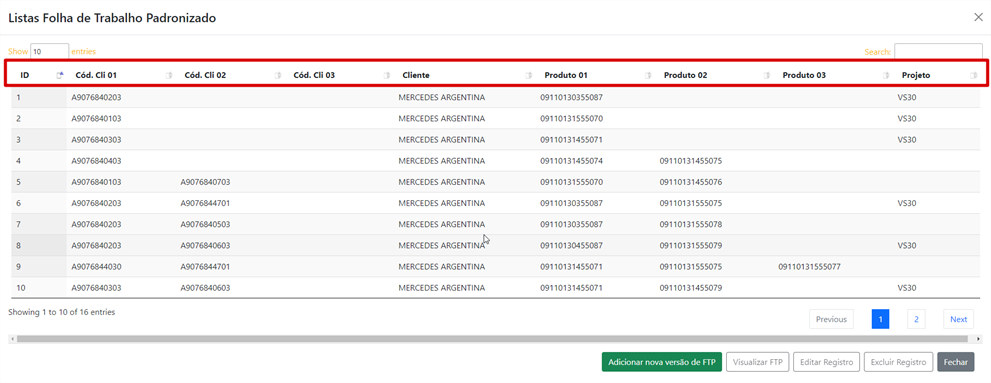 Listas Folha de Trabalho Padronizado
Show 10 entries Search:
ID Cód. Cli 01 Cód. Cli 02 Cód. Cli 03 Cliente Produto 01 Produto 02 Produto 03 Projeto
1 A9076840203 MERCEDES ARGENTINA 09110130355087 VS30
2 A9076840103 MERCEDES ARGENTINA 09110131555070 VS30
3 A9076840303 MERCEDES ARGENTINA 09110131455071 VS30
4 A9076840403 MERCEDES ARGENTINA 09110131455074 09110131455075
5 A9076840103 A9076840703 MERCEDES ARGENTINA 09110131555070 09110131455076
6 A9076840203 A9076844701 MERCEDES ARGENTINA 09110130355087 09110131555075 VS30
7 A9076840203 A9076840503 MERCEDES ARGENTINA 09110130355087 09110131555078
8 A9076840203 A9076840603 MERCEDES ARGENTINA 09110130455087 09110131555079 VS30
9 A9076844030 A9076844701 MERCEDES ARGENTINA 09110131455071 09110131555075 09110131555077
10 A9076840303 A9076840603 MERCEDES ARGENTINA 09110131455071 09110131455079 VS30
Showing 1 to 10 of 16 entries
Previous 1 2 Next
Adicionar nova versão de FTP Visualizar FTP Editar Registro Excluir Registro Fechar